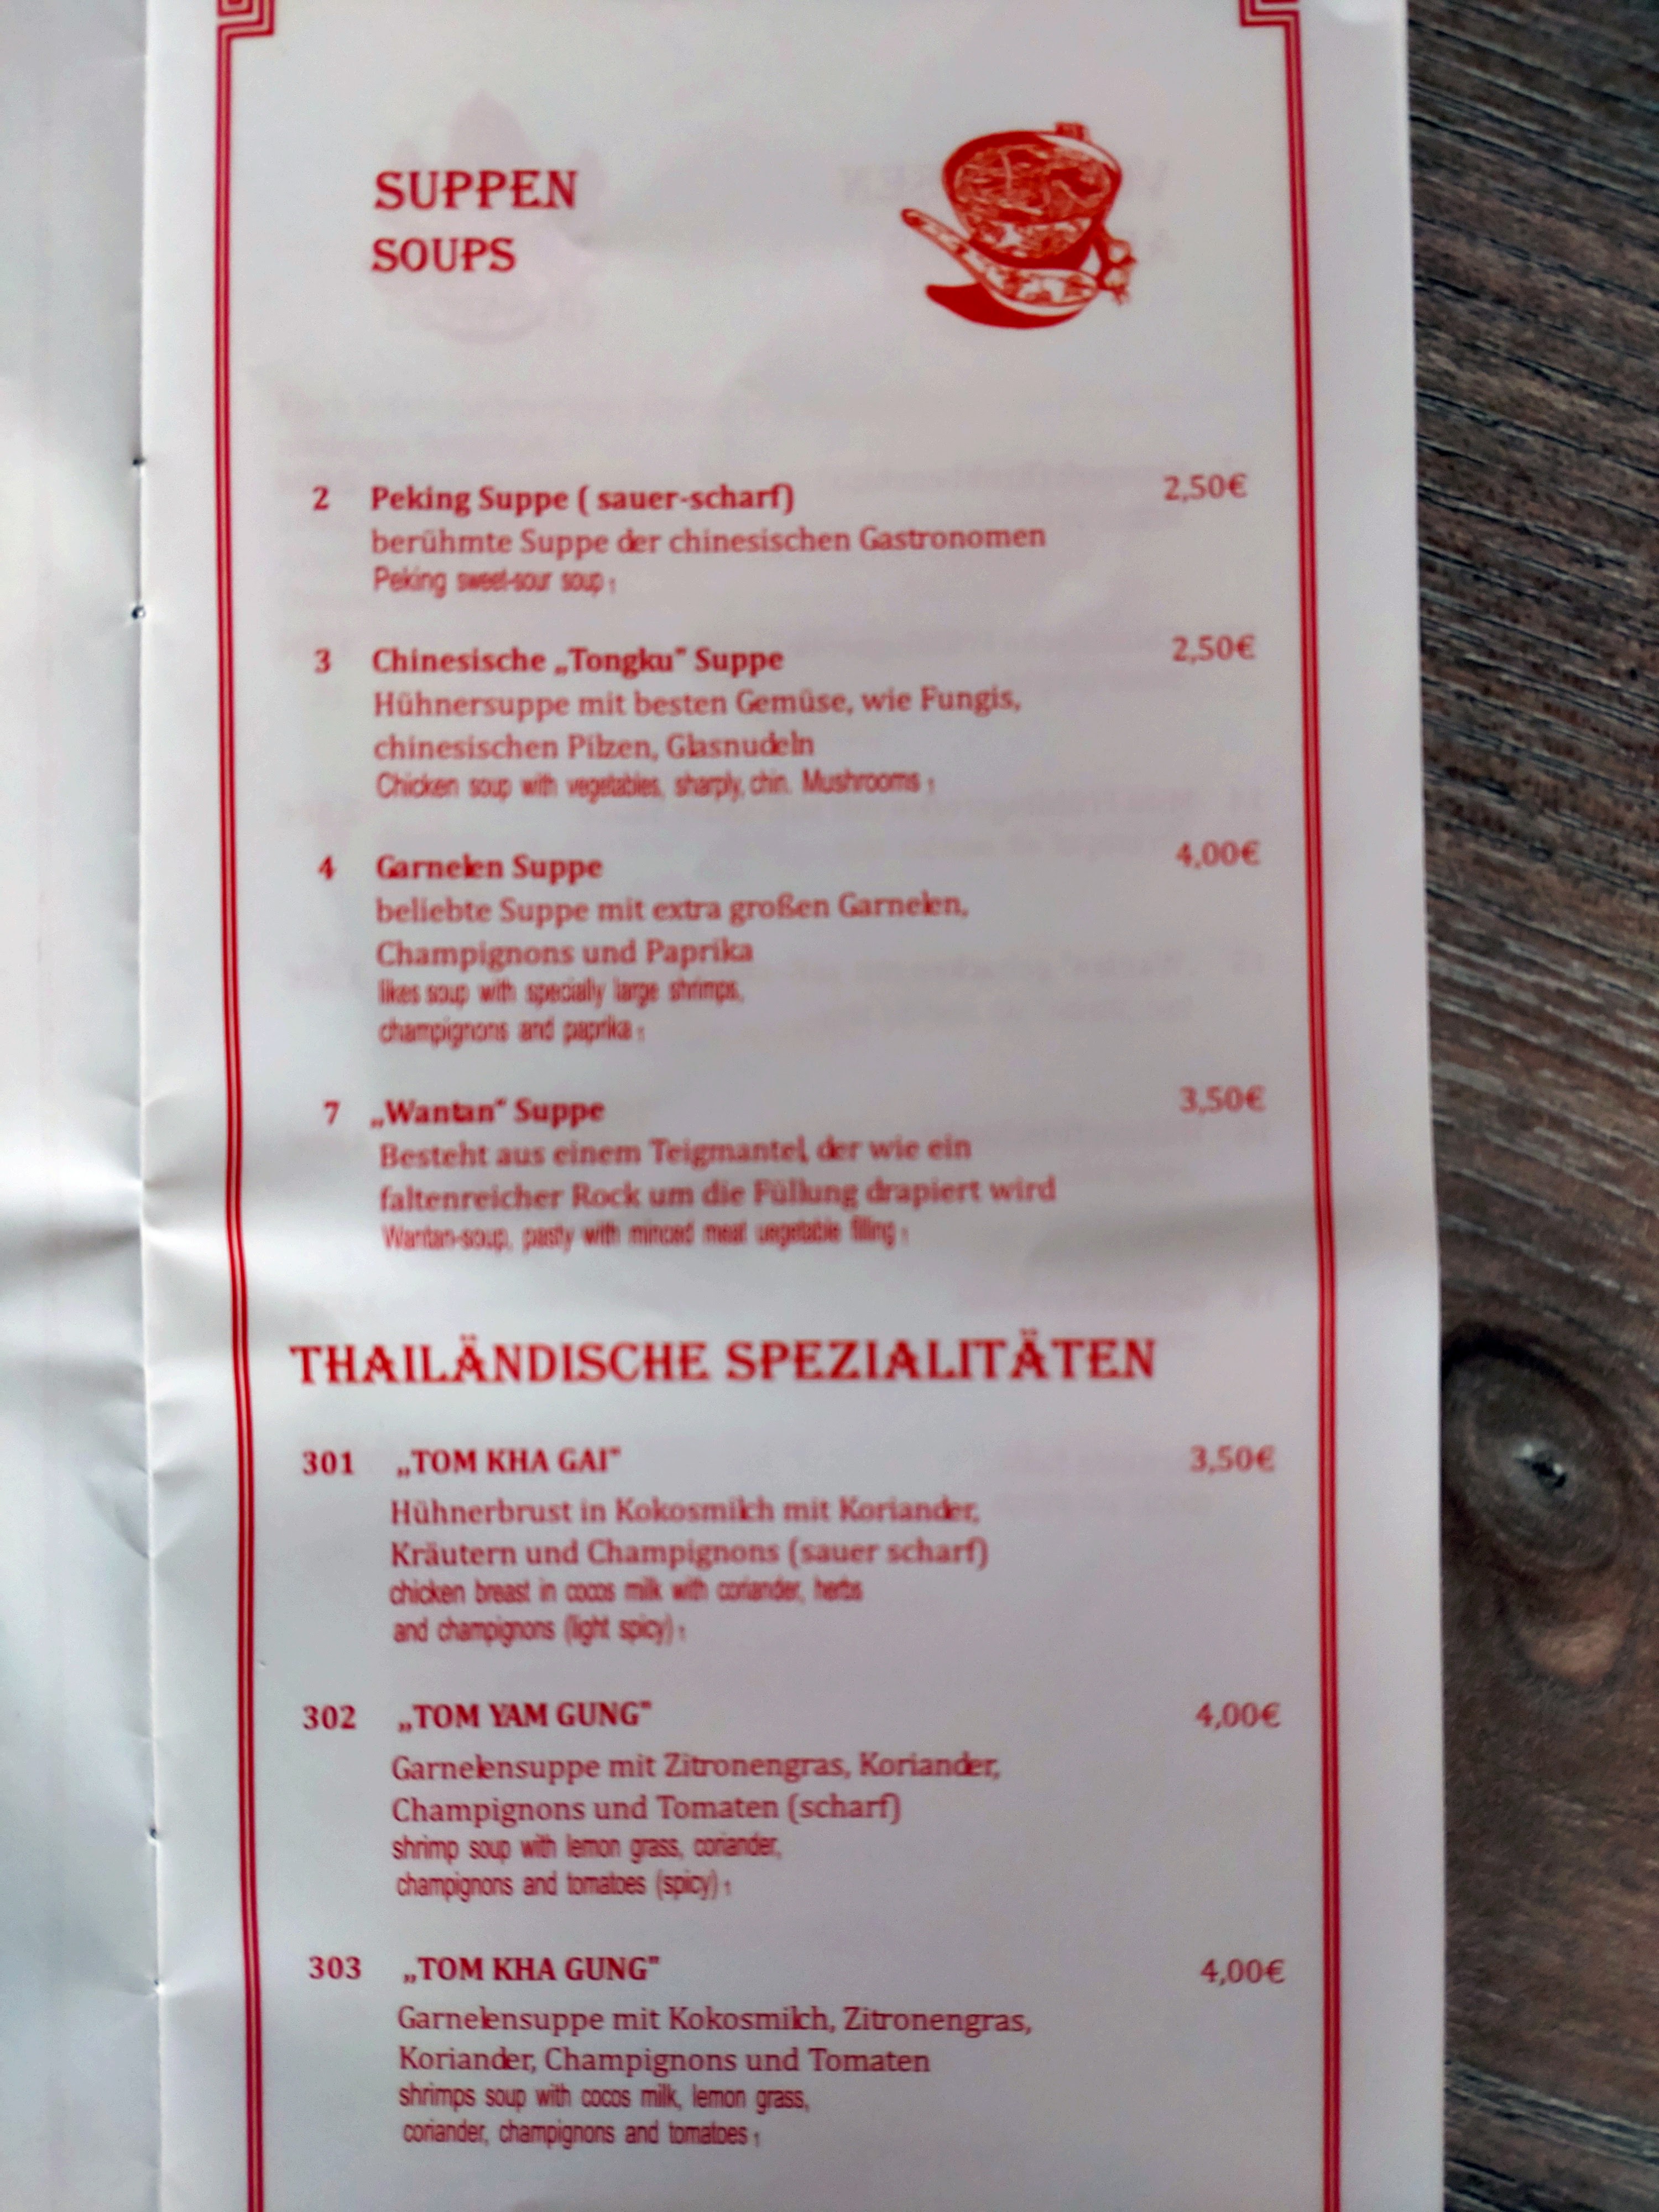 SUPPEN
SOUPS
2 Peking Suppe ( sauer-scharf) 2,50€
berühmte Suppe der chinesischen Gastronomen
Peking sweet-sour soup 1
3 Chinesische „Tongku" Suppe 2,50€
Hühnersuppe mit besten Gemüse, wie Fungis,
chinesischen Pilzen, Glasnudeln
Chicken soup with vegetables, sharply, chin. Mushrooms 1
4 Garnelen Suppe 4,00€
beliebte Suppe mit extra großen Garnelen,
Champignons und Paprika
likes soup with specially large shrimps,
champignons and paprika 1
7 „Wantan" Suppe 3,50€
Besteht aus einem Teigmantel, der wie ein
faltenreicher Rock um die Füllung drapiert wird
Wantan-soup, pasty with minced meat vegetable filling 1
THAILÄNDISCHE SPEZIALITÄTEN
301 „TOM KHA GAI" 3,50€
Hühnerbrust in Kokosmilch mit Koriander,
Kräutern und Champignons (sauer scharf)
chicken breast in cocos milk with coriander, herbs
and champignons (light spicy) 1
302 „TOM YAM GUNG" 4,00€
Garnelensuppe mit Zitronengras, Koriander,
Champignons und Tomaten (scharf)
shrimp soup with lemon grass, coriander,
champignons and tomatoes (spicy) 1
303 „TOM KHA GUNG" 4,00€
Garnelensuppe mit Kokosmilch, Zitronengras,
Koriander, Champignons und Tomaten
shrimps soup with cocos milk, lemon grass,
coriander, champignons and tomatoes 1